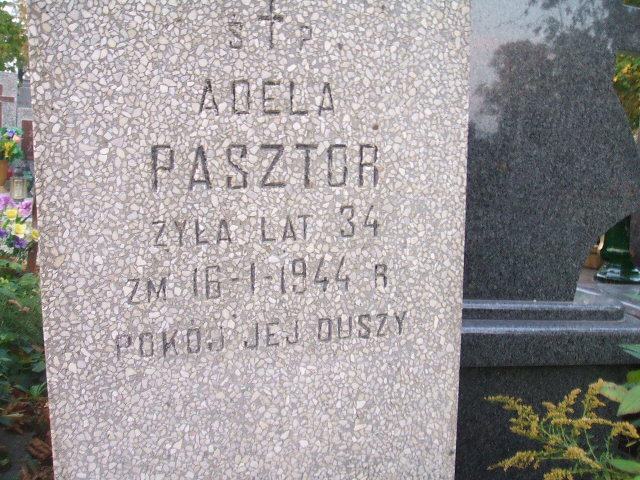 Ś † P.
ADELA
PASZTOR
ŻYŁA LAT 34
ZM 16-1-1944 R
POKÓJ JEJ DUSZY